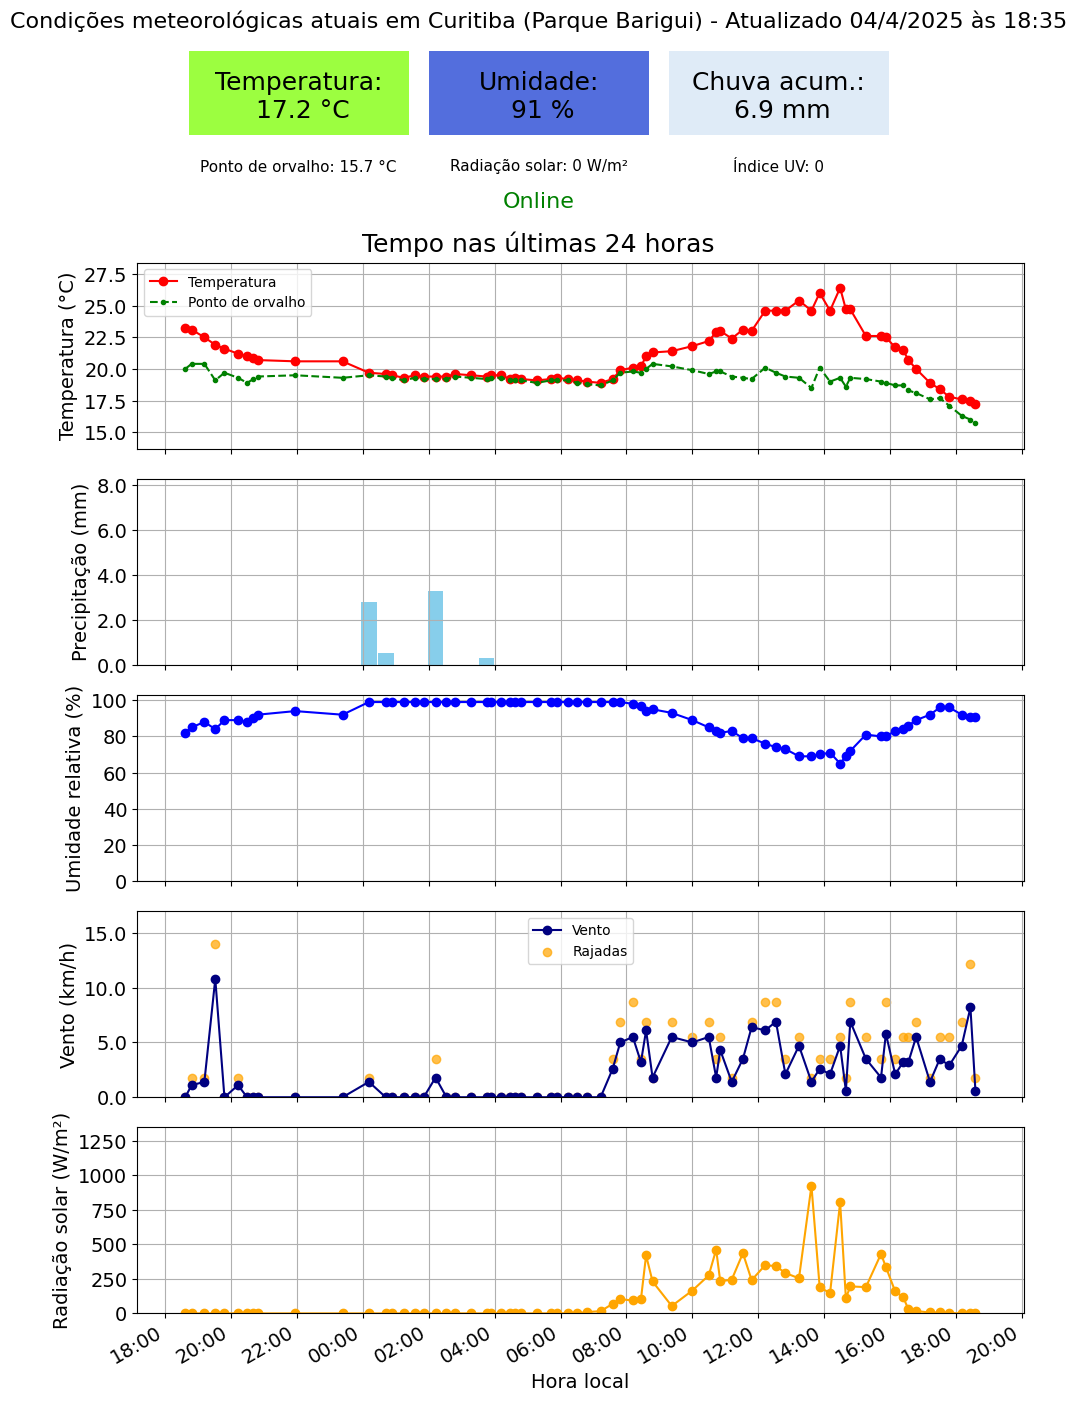 Condições meteorológicas atuais em Curitiba (Parque Barigui) - Atualizado 04/4/2025 às 18:35
Temperatura:
17.2 °C
Umidade:
91 %
Chuva acum.:
6.9 mm
Ponto de orvalho: 15.7 °C
Radiação solar: 0 W/m²
Índice UV: 0
Online
Tempo nas últimas 24 horas
Temperatura (°C)
27.5
25.0
22.5
20.0
17.5
15.0
Temperatura
Ponto de orvalho
Precipitação (mm)
8.0
6.0
4.0
2.0
0.0
Umidade relativa (%)
100
80
60
40
20
0
Vento (km/h)
15.0
10.0
5.0
0.0
Vento
Rajadas
Radiação solar (W/m²)
1250
1000
750
500
250
0
18:00 20:00 22:00 00:00 02:00 04:00 06:00 08:00 10:00 12:00 14:00 16:00 18:00 20:00
Hora local